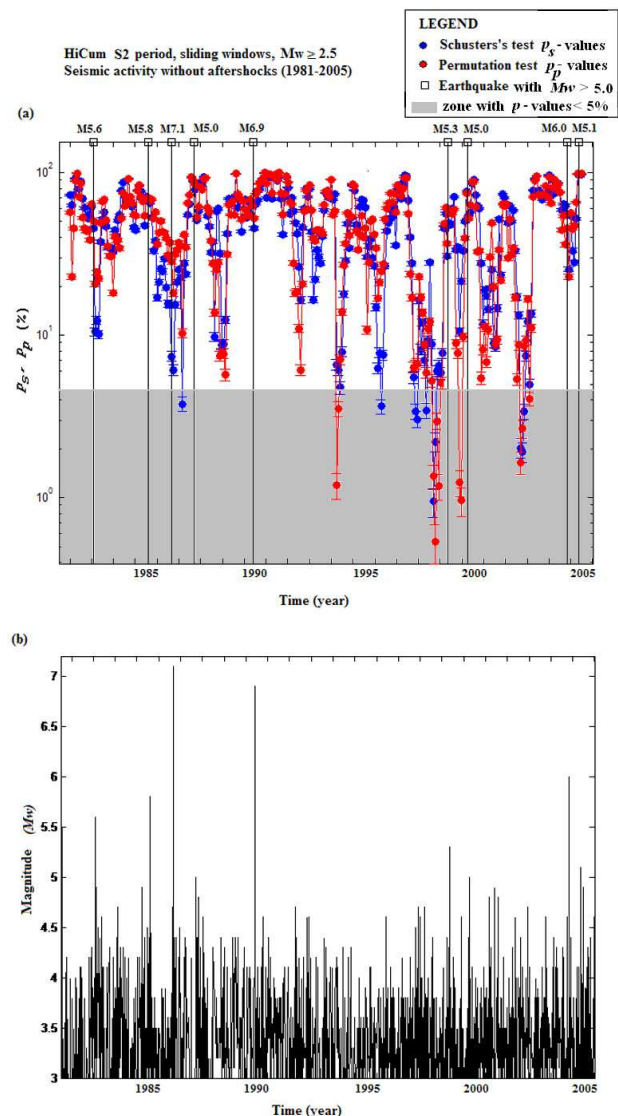 LEGEND
Schusters's test pₛ- values
Permutation test pₚ- values
Earthquake with Mw > 5.0
zone with p-values< 5%
HiCum S2 period, sliding windows, Mw ≥ 2.5
Seismic activity without aftershocks (1981-2005)
(a)
M5.6 M5.8 M7.1 M5.0 M6.9 M5.3 M5.0 M6.0 M5.1
10²
10¹
10⁰
pₛ, pₚ (%)
1985 1990 1995 2000 2005
Time (year)
(b)
7
6.5
6
5.5
5
4.5
4
3.5
3
Magnitude (Mw)
1985 1990 1995 2000 2005
Time (year)